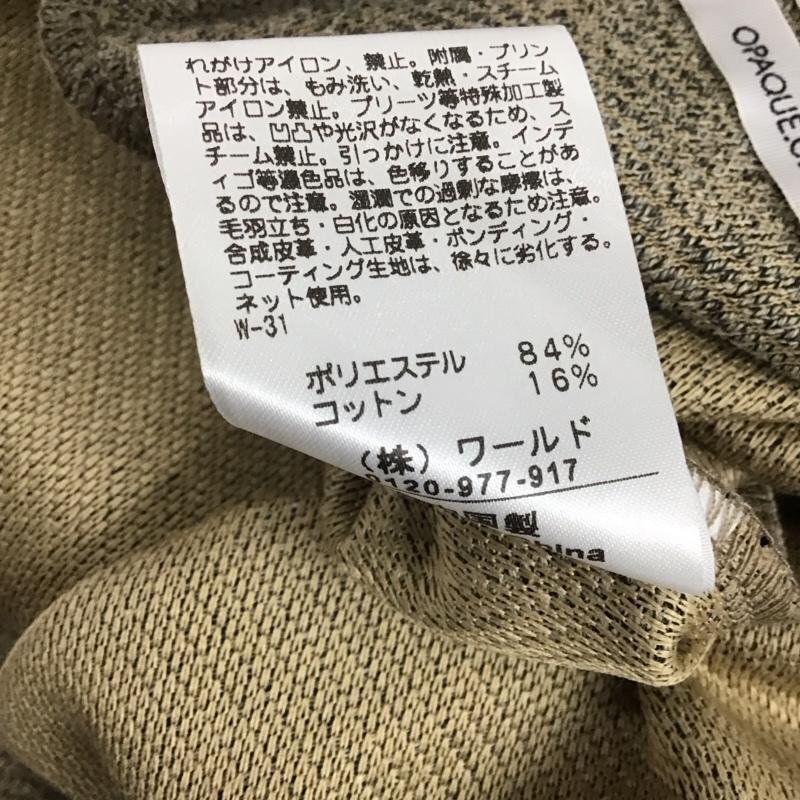 れがけアイロン、禁止。附属・プリン
ト部分は、もみ洗い、乾熱・スチーム
アイロン禁止。プリーツ等特殊加工製
品は、凹凸や光沢がなくなるため、ス
チーム禁止。引っかけに注意。インデ
ィゴ等濃色品は、色移りすることがあ
るので注意。湿潤での過剰な摩擦は、
毛羽立ち・白化の原因となるため注意。
合成皮革・人工皮革・ボンディング・
コーティング生地は、徐々に劣化する。
ネット使用。
W-31
ポリエステル 84%
コットン 16%
(株) ワールド
0120-977-917
国製
OPAQUE.C